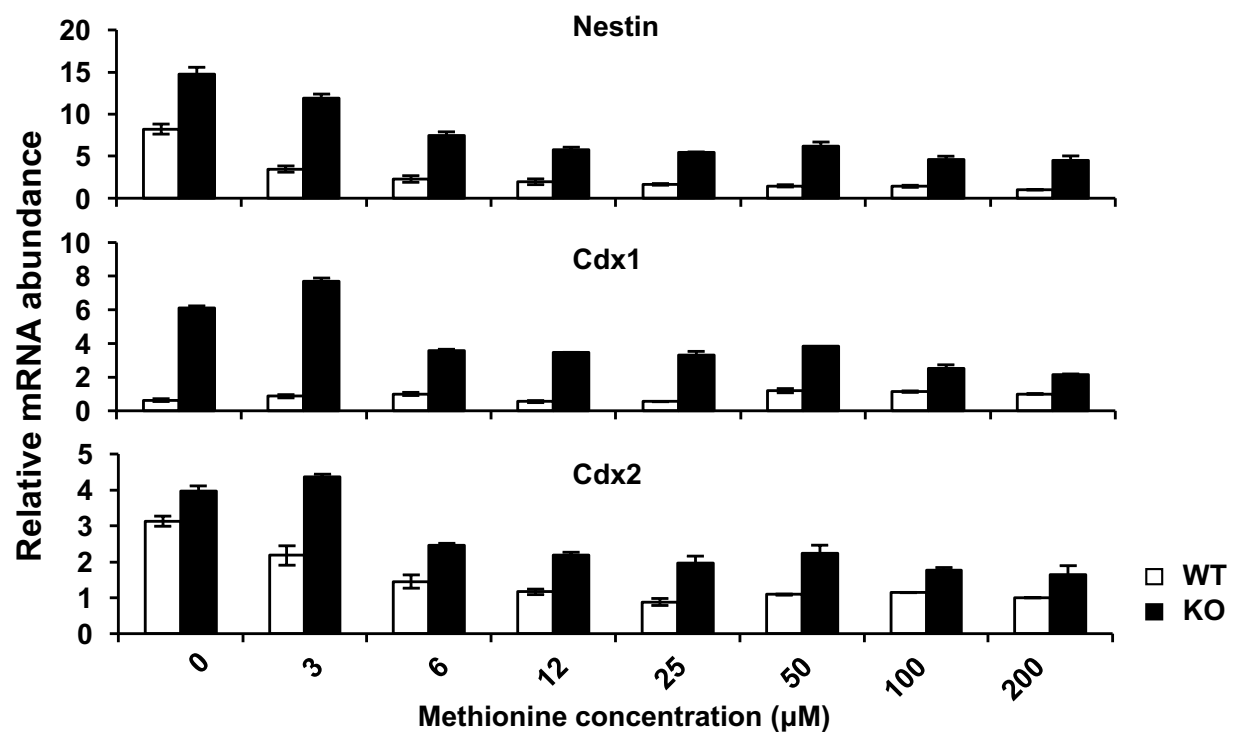 Nestin
20
15
10
5
0
Cdx1
10
8
6
4
2
0
Cdx2
5
4
3
2
1
0
Relative mRNA abundance
0 3 6 12 25 50 100 200
Methionine concentration (μM)
WT
KO